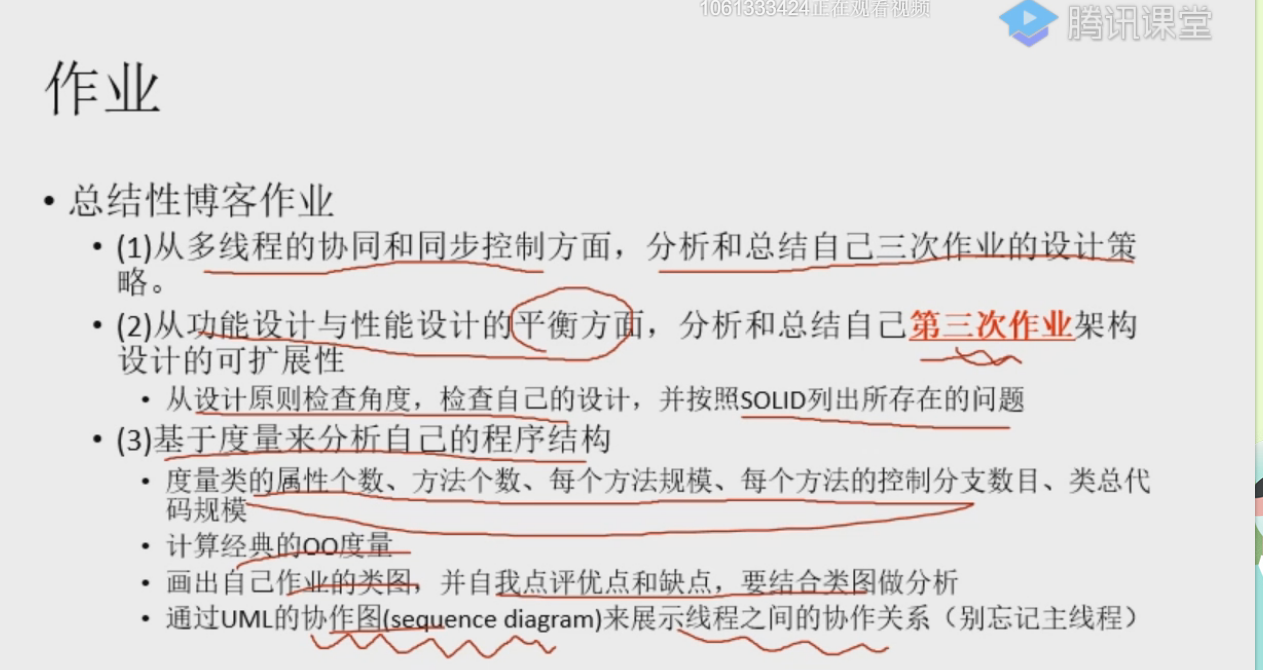 1061333424正在观看视频
腾讯课堂
作业
• 总结性博客作业
• (1)从多线程的协同和同步控制方面，分析和总结自己三次作业的设计策
略。
• (2)从功能设计与性能设计的平衡方面，分析和总结自己第三次作业架构
设计的可扩展性
• 从设计原则检查角度，检查自己的设计，并按照SOLID列出所存在的问题
• (3)基于度量来分析自己的程序结构
• 度量类的属性个数、方法个数、每个方法规模、每个方法的控制分支数目、类总代
码规模
• 计算经典的OO度量
• 画出自己作业的类图，并自我点评优点和缺点，要结合类图做分析
• 通过UML的协作图(sequence diagram)来展示线程之间的协作关系（别忘记主线程）